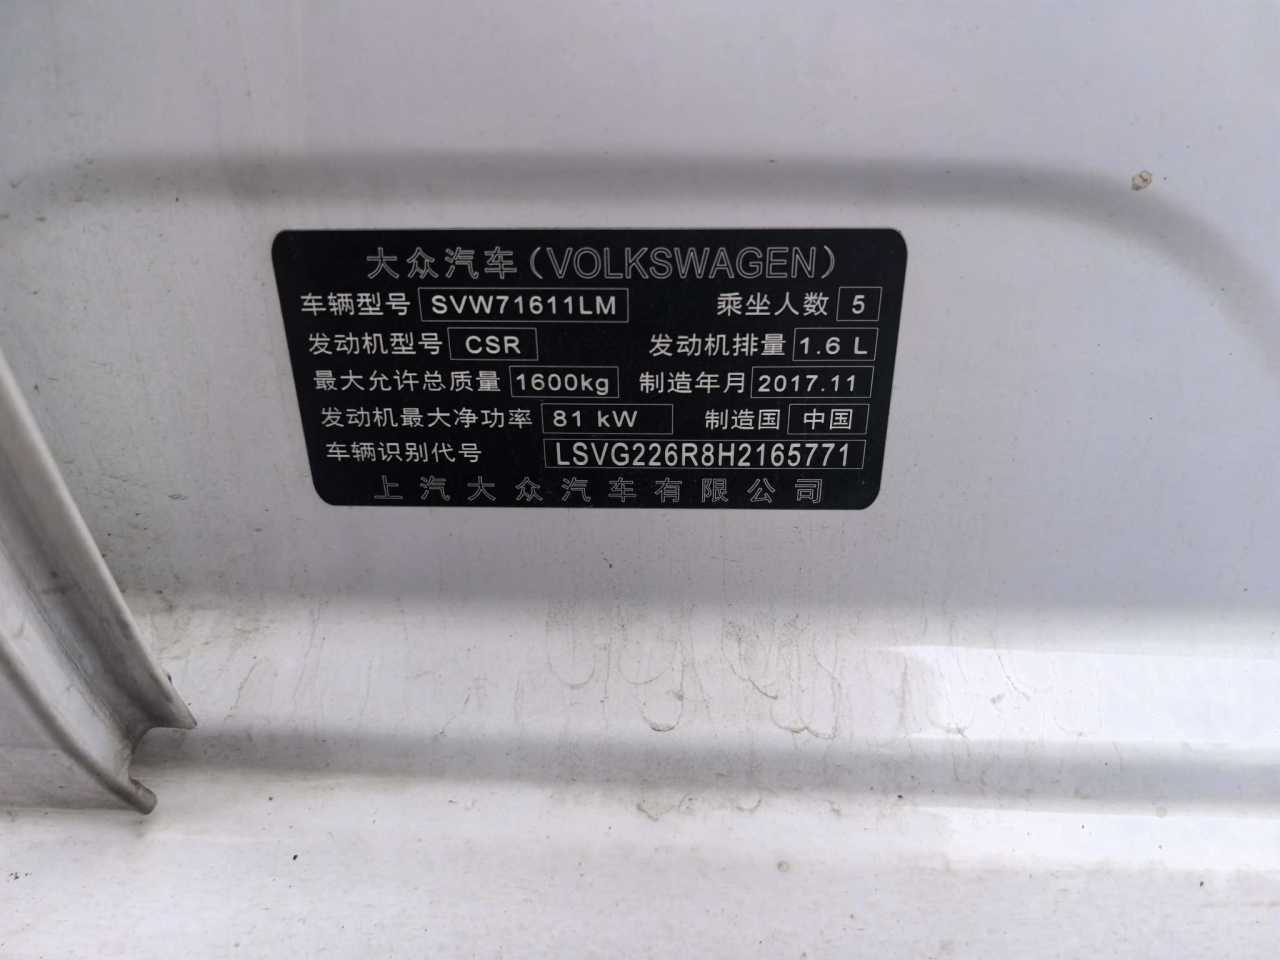 大众汽车(VOLKSWAGEN)
车辆型号 SVW71611LM 乘坐人数 5
发动机型号 CSR 发动机排量 1.6 L
最大允许总质量 1600kg 制造年月 2017.11
发动机最大净功率 81 kW 制造国 中国
车辆识别代号 LSVG226R8H2165771
上汽大众汽车有限公司